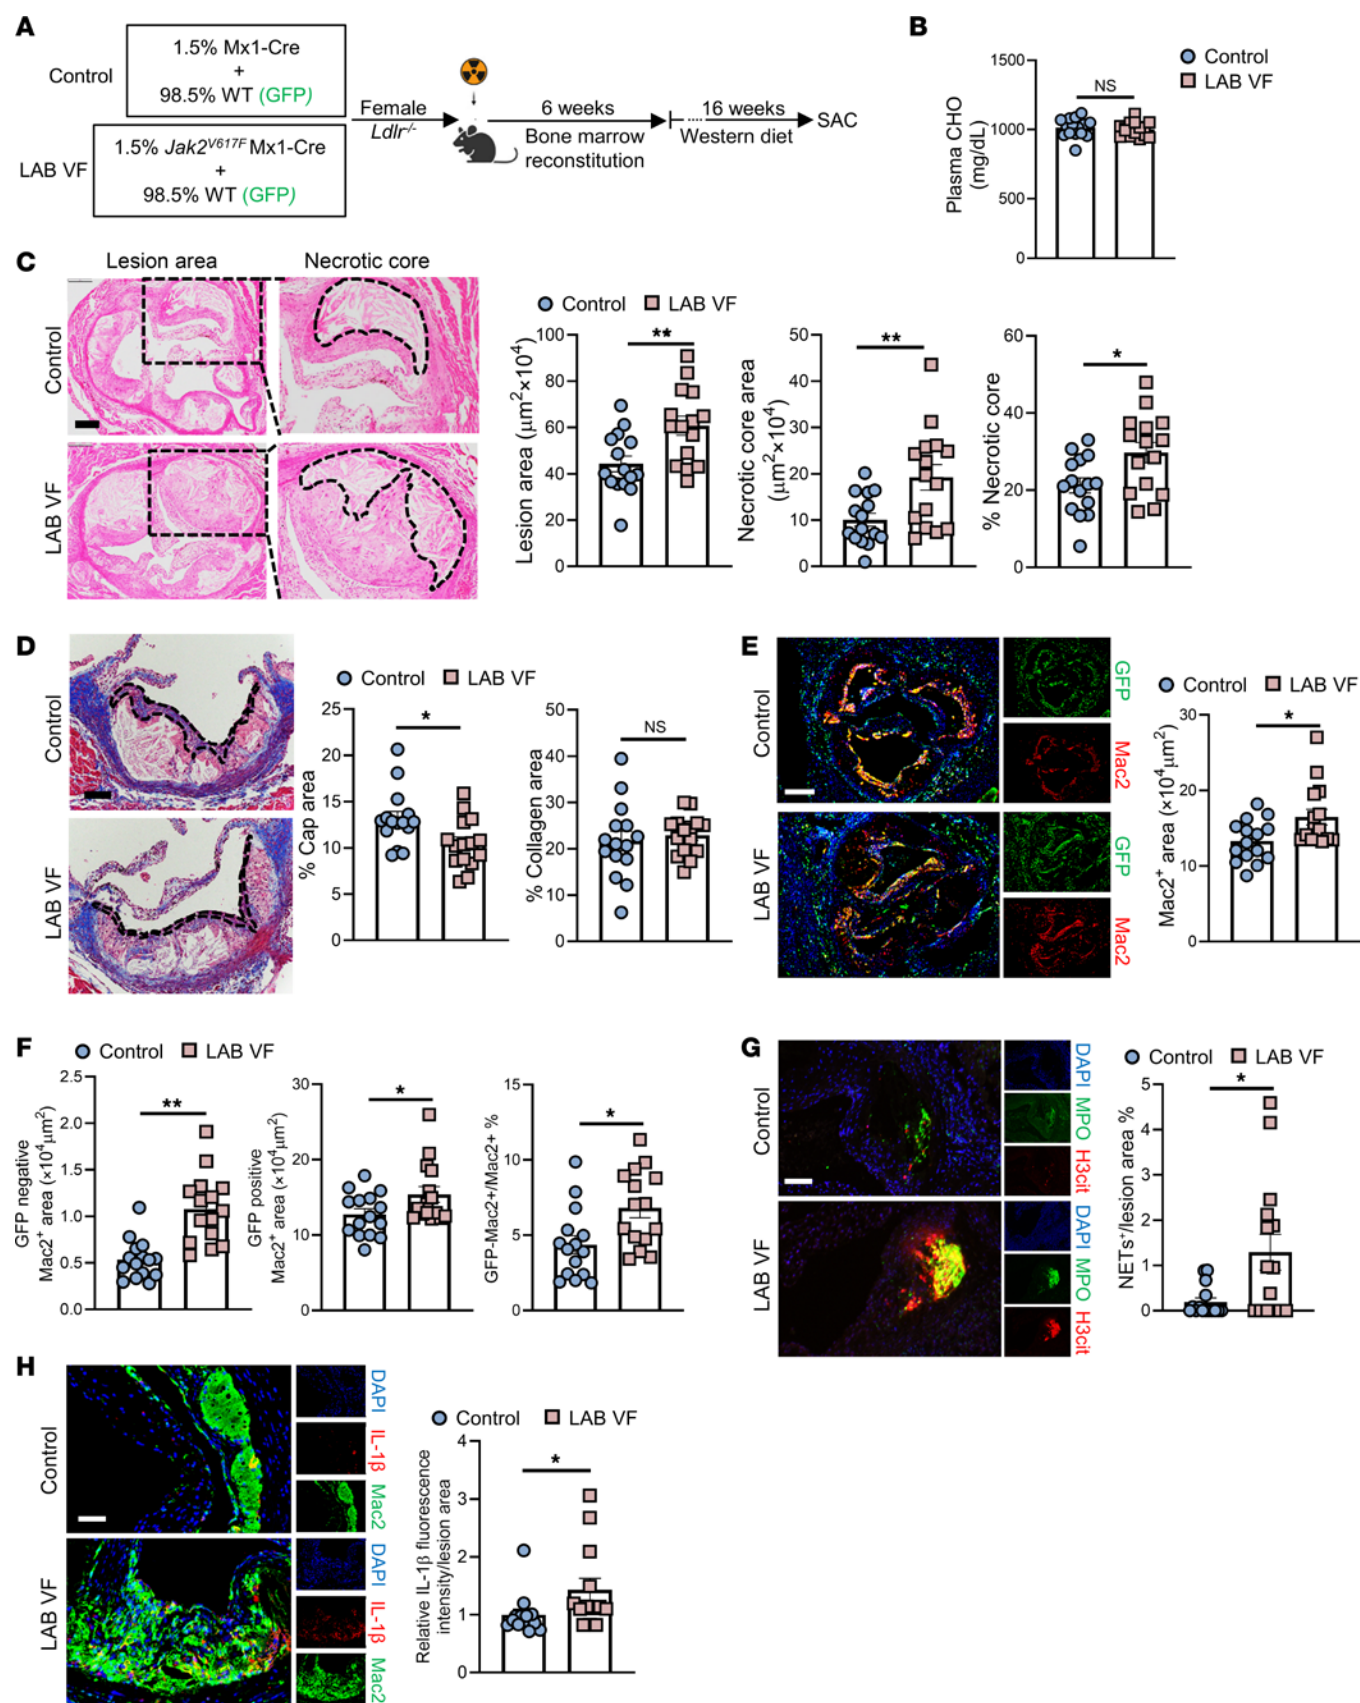 A
Control
1.5% Mx1-Cre
+
98.5% WT (GFP)
LAB VF
1.5% Jak2V617F Mx1-Cre
+
98.5% WT (GFP)
Female
Ldlr-/-
6 weeks
Bone marrow
reconstitution
16 weeks
Western diet
SAC
B
Control
LAB VF
NS
Plasma CHO
(mg/dL)
1500
1000
500
0
C
Lesion area
Necrotic core
Control
LAB VF
Control
LAB VF
**
Lesion area (μm²×10⁴)
100
80
60
40
20
0
**
Necrotic core area
(μm²×10⁴)
50
40
30
20
10
0
*
% Necrotic core
60
40
20
0
D
Control
LAB VF
Control
LAB VF
*
% Cap area
25
20
15
10
5
0
NS
% Collagen area
50
40
30
20
10
0
E
Control
LAB VF
GFP
Mac2
GFP
Mac2
Control
LAB VF
*
Mac2⁺ area (×10⁴μm²)
30
20
10
0
F
Control
LAB VF
**
GFP negative
Mac2⁺ area (×10⁴μm²)
2.5
2.0
1.5
1.0
0.5
0.0
*
GFP positive
Mac2⁺ area (×10⁴μm²)
30
20
10
0
*
GFP-Mac2+/Mac2+ %
15
10
5
0
G
Control
LAB VF
DAPI
MPO
H3cit
DAPI
MPO
H3cit
Control
LAB VF
*
NETs⁺/lesion area %
5
4
3
2
1
0
H
Control
LAB VF
DAPI
IL-1β
Mac2
DAPI
IL-1β
Mac2
Control
LAB VF
*
Relative IL-1β fluorescence
intensity/lesion area
4
3
2
1
0